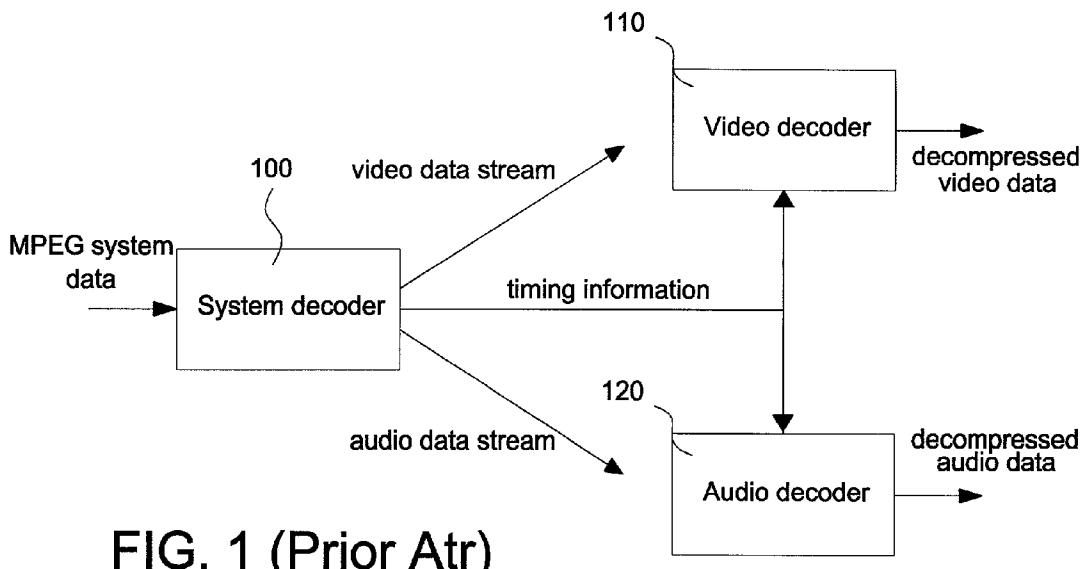 110
Video decoder
decompressed
video data
100
video data stream
MPEG system
data
System decoder
timing information
120
audio data stream
Audio decoder
decompressed
audio data
FIG. 1 (Prior Atr)